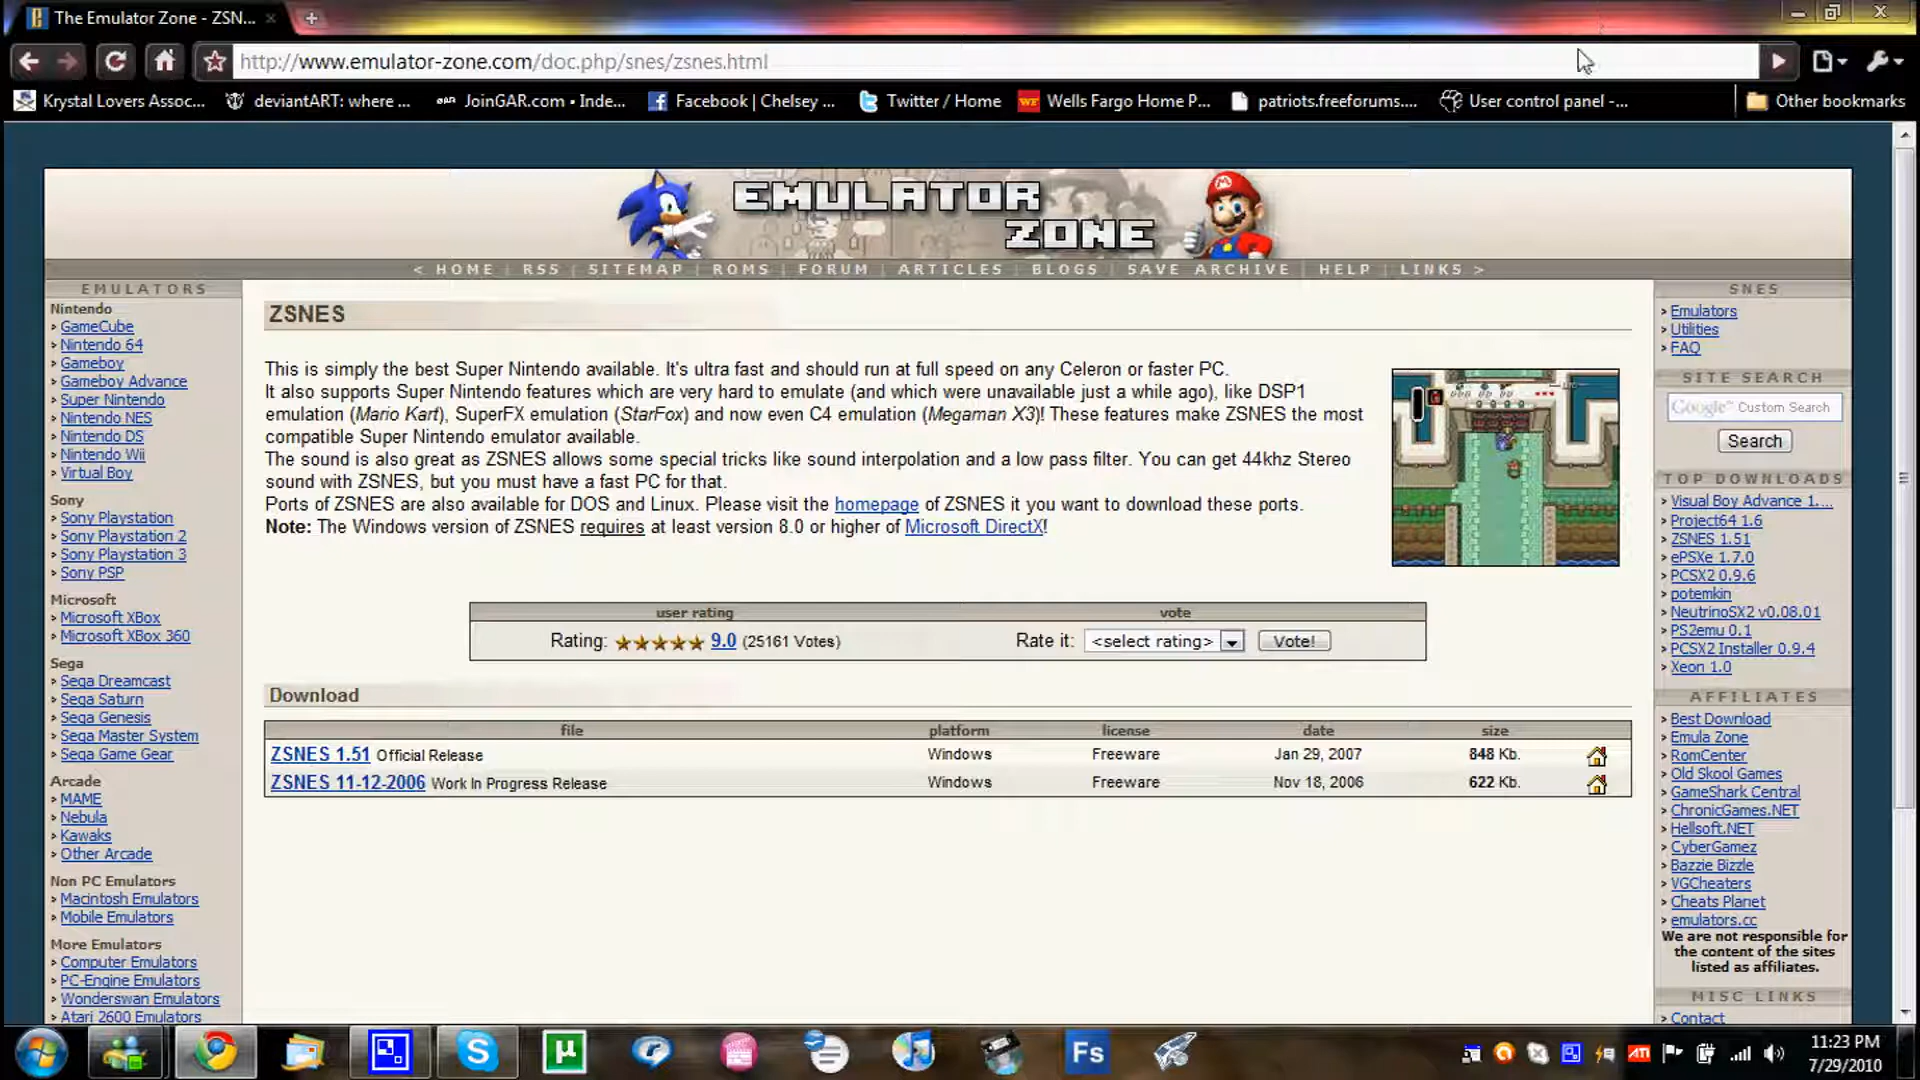 The Emulator Zone - ZSN...
http://www.emulator-zone.com/doc.php/snes/zsnes.html
Krystal Lovers Assoc... deviantART: where ... JoinGAR.com • Inde... Facebook | Chelsey ... Twitter / Home Wells Fargo Home P... patriots.freeforums.... User control panel -... Other bookmarks
EMULATOR
ZONE
< HOME | RSS | SITEMAP | ROMS | FORUM | ARTICLES | BLOGS | SAVE ARCHIVE | HELP | LINKS >
EMULATORS
Nintendo
GameCube
Nintendo 64
Gameboy
Gameboy Advance
Super Nintendo
Nintendo NES
Nintendo DS
Nintendo Wii
Virtual Boy
Sony
Sony Playstation
Sony Playstation 2
Sony Playstation 3
Sony PSP
Microsoft
Microsoft XBox
Microsoft XBox 360
Sega
Sega Dreamcast
Sega Saturn
Sega Genesis
Sega Master System
Sega Game Gear
Arcade
MAME
Nebula
Kawaks
Other Arcade
Non PC Emulators
Macintosh Emulators
Mobile Emulators
More Emulators
Computer Emulators
PC-Engine Emulators
Wonderswan Emulators
Atari 2600 Emulators
ZSNES
This is simply the best Super Nintendo available. It's ultra fast and should run at full speed on any Celeron or faster PC.
It also supports Super Nintendo features which are very hard to emulate (and which were unavailable just a while ago), like DSP1
emulation (Mario Kart), SuperFX emulation (StarFox) and now even C4 emulation (Megaman X3)! These features make ZSNES the most
compatible Super Nintendo emulator available.
The sound is also great as ZSNES allows some special tricks like sound interpolation and a low pass filter. You can get 44khz Stereo
sound with ZSNES, but you must have a fast PC for that.
Ports of ZSNES are also available for DOS and Linux. Please visit the homepage of ZSNES it you want to download these ports.
Note: The Windows version of ZSNES requires at least version 8.0 or higher of Microsoft DirectX!
user rating vote
Rating: 9.0 (25161 Votes) Rate it: <select rating> Vote!
Download
file platform license date size
ZSNES 1.51 Official Release Windows Freeware Jan 29, 2007 848 Kb.
ZSNES 11-12-2006 Work In Progress Release Windows Freeware Nov 18, 2006 622 Kb.
SNES
Emulators
Utilities
FAQ
SITE SEARCH
Google™ Custom Search
Search
TOP DOWNLOADS
Visual Boy Advance 1....
Project64 1.6
ZSNES 1.51
ePSXe 1.7.0
PCSX2 0.9.6
potemkin
NeutrinoSX2 v0.08.01
PS2emu 0.1
PCSX2 Installer 0.9.4
Xeon 1.0
AFFILIATES
Best Download
Emula Zone
RomCenter
Old Skool Games
GameShark Central
ChronicGames.NET
Hellsoft.NET
CyberGamez
Bazzie Bizzle
VGCheaters
Cheats Planet
emulators.cc
We are not responsible for
the content of the sites
listed as affiliates.
MISC LINKS
Contact
Fs
ATI
11:23 PM
7/29/2010